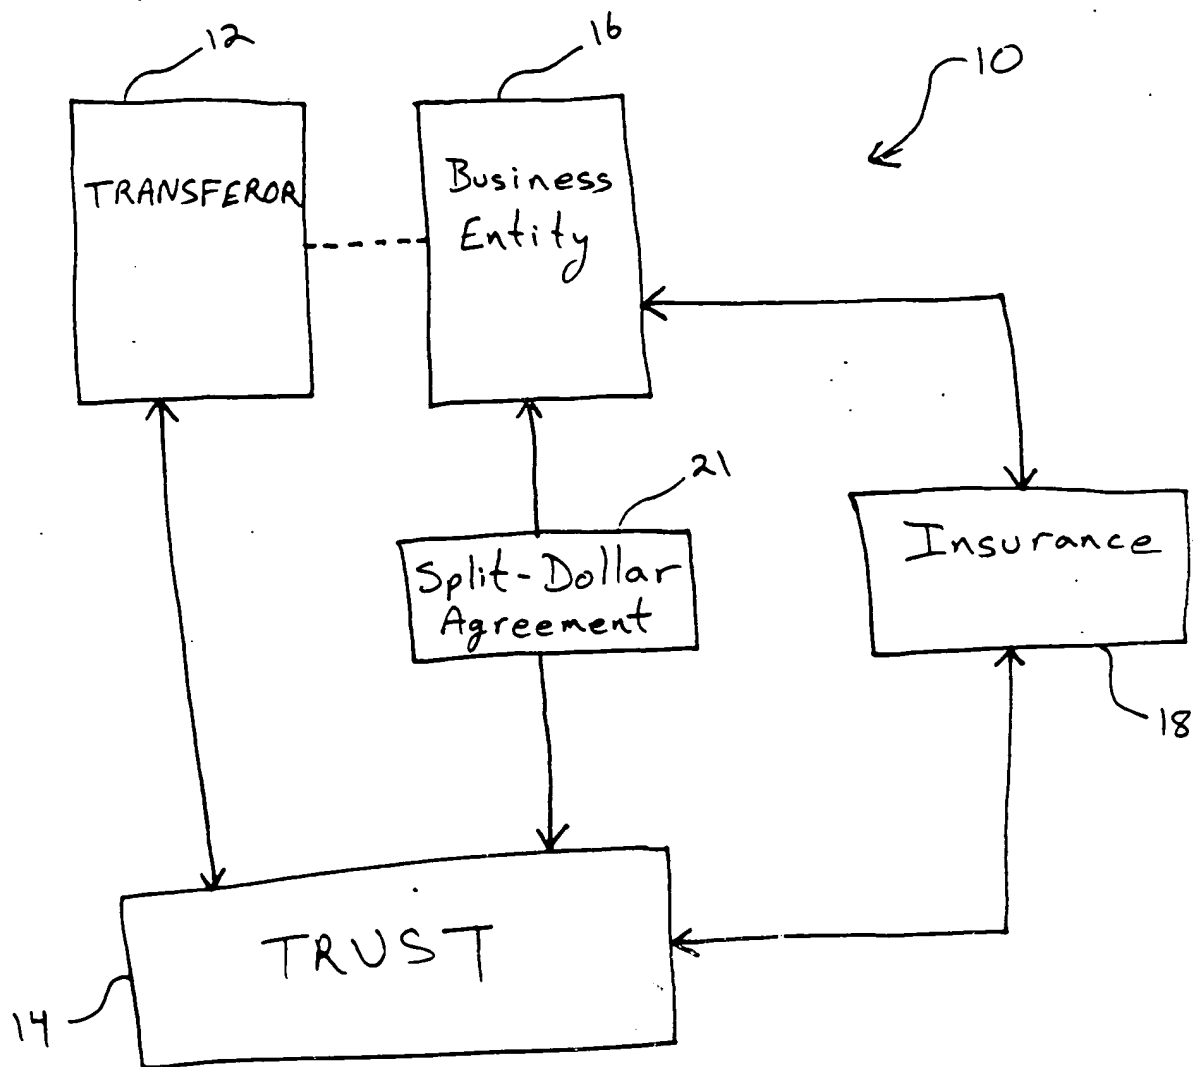 12
16
10
TRANSFEROR
Business
Entity
21
Split-Dollar
Agreement
Insurance
18
TRUST
14